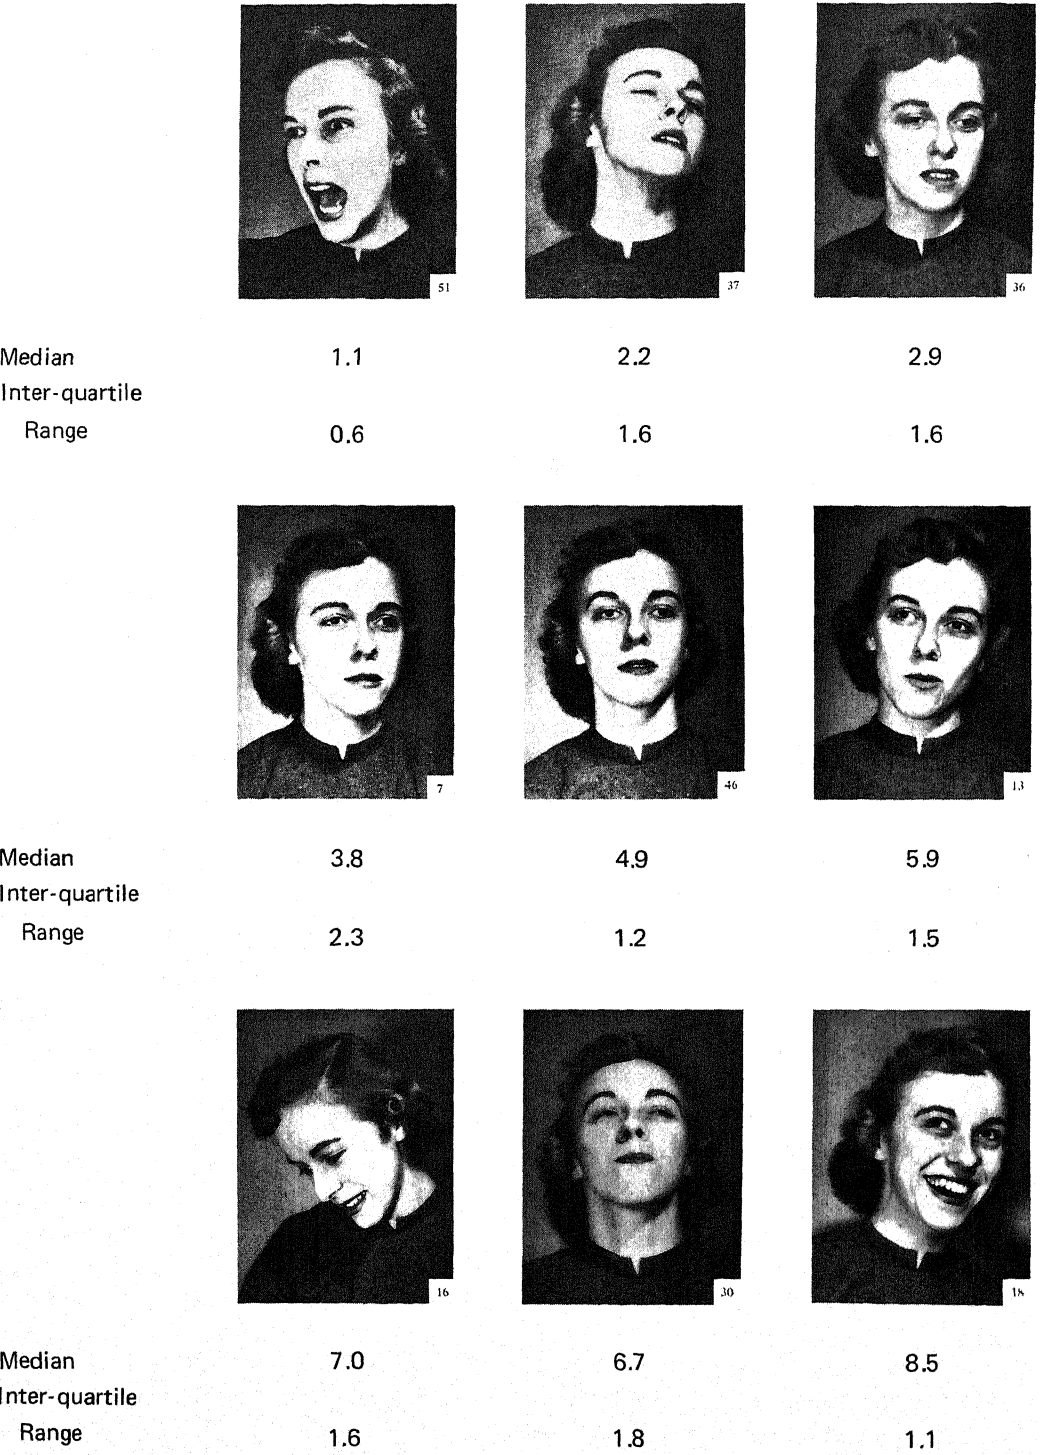 51 37 36
Median 1.1 2.2 2.9
Inter-quartile
Range 0.6 1.6 1.6
7 46 13
Median 3.8 4.9 5.9
Inter-quartile
Range 2.3 1.2 1.5
16 30 18
Median 7.0 6.7 8.5
Inter-quartile
Range 1.6 1.8 1.1